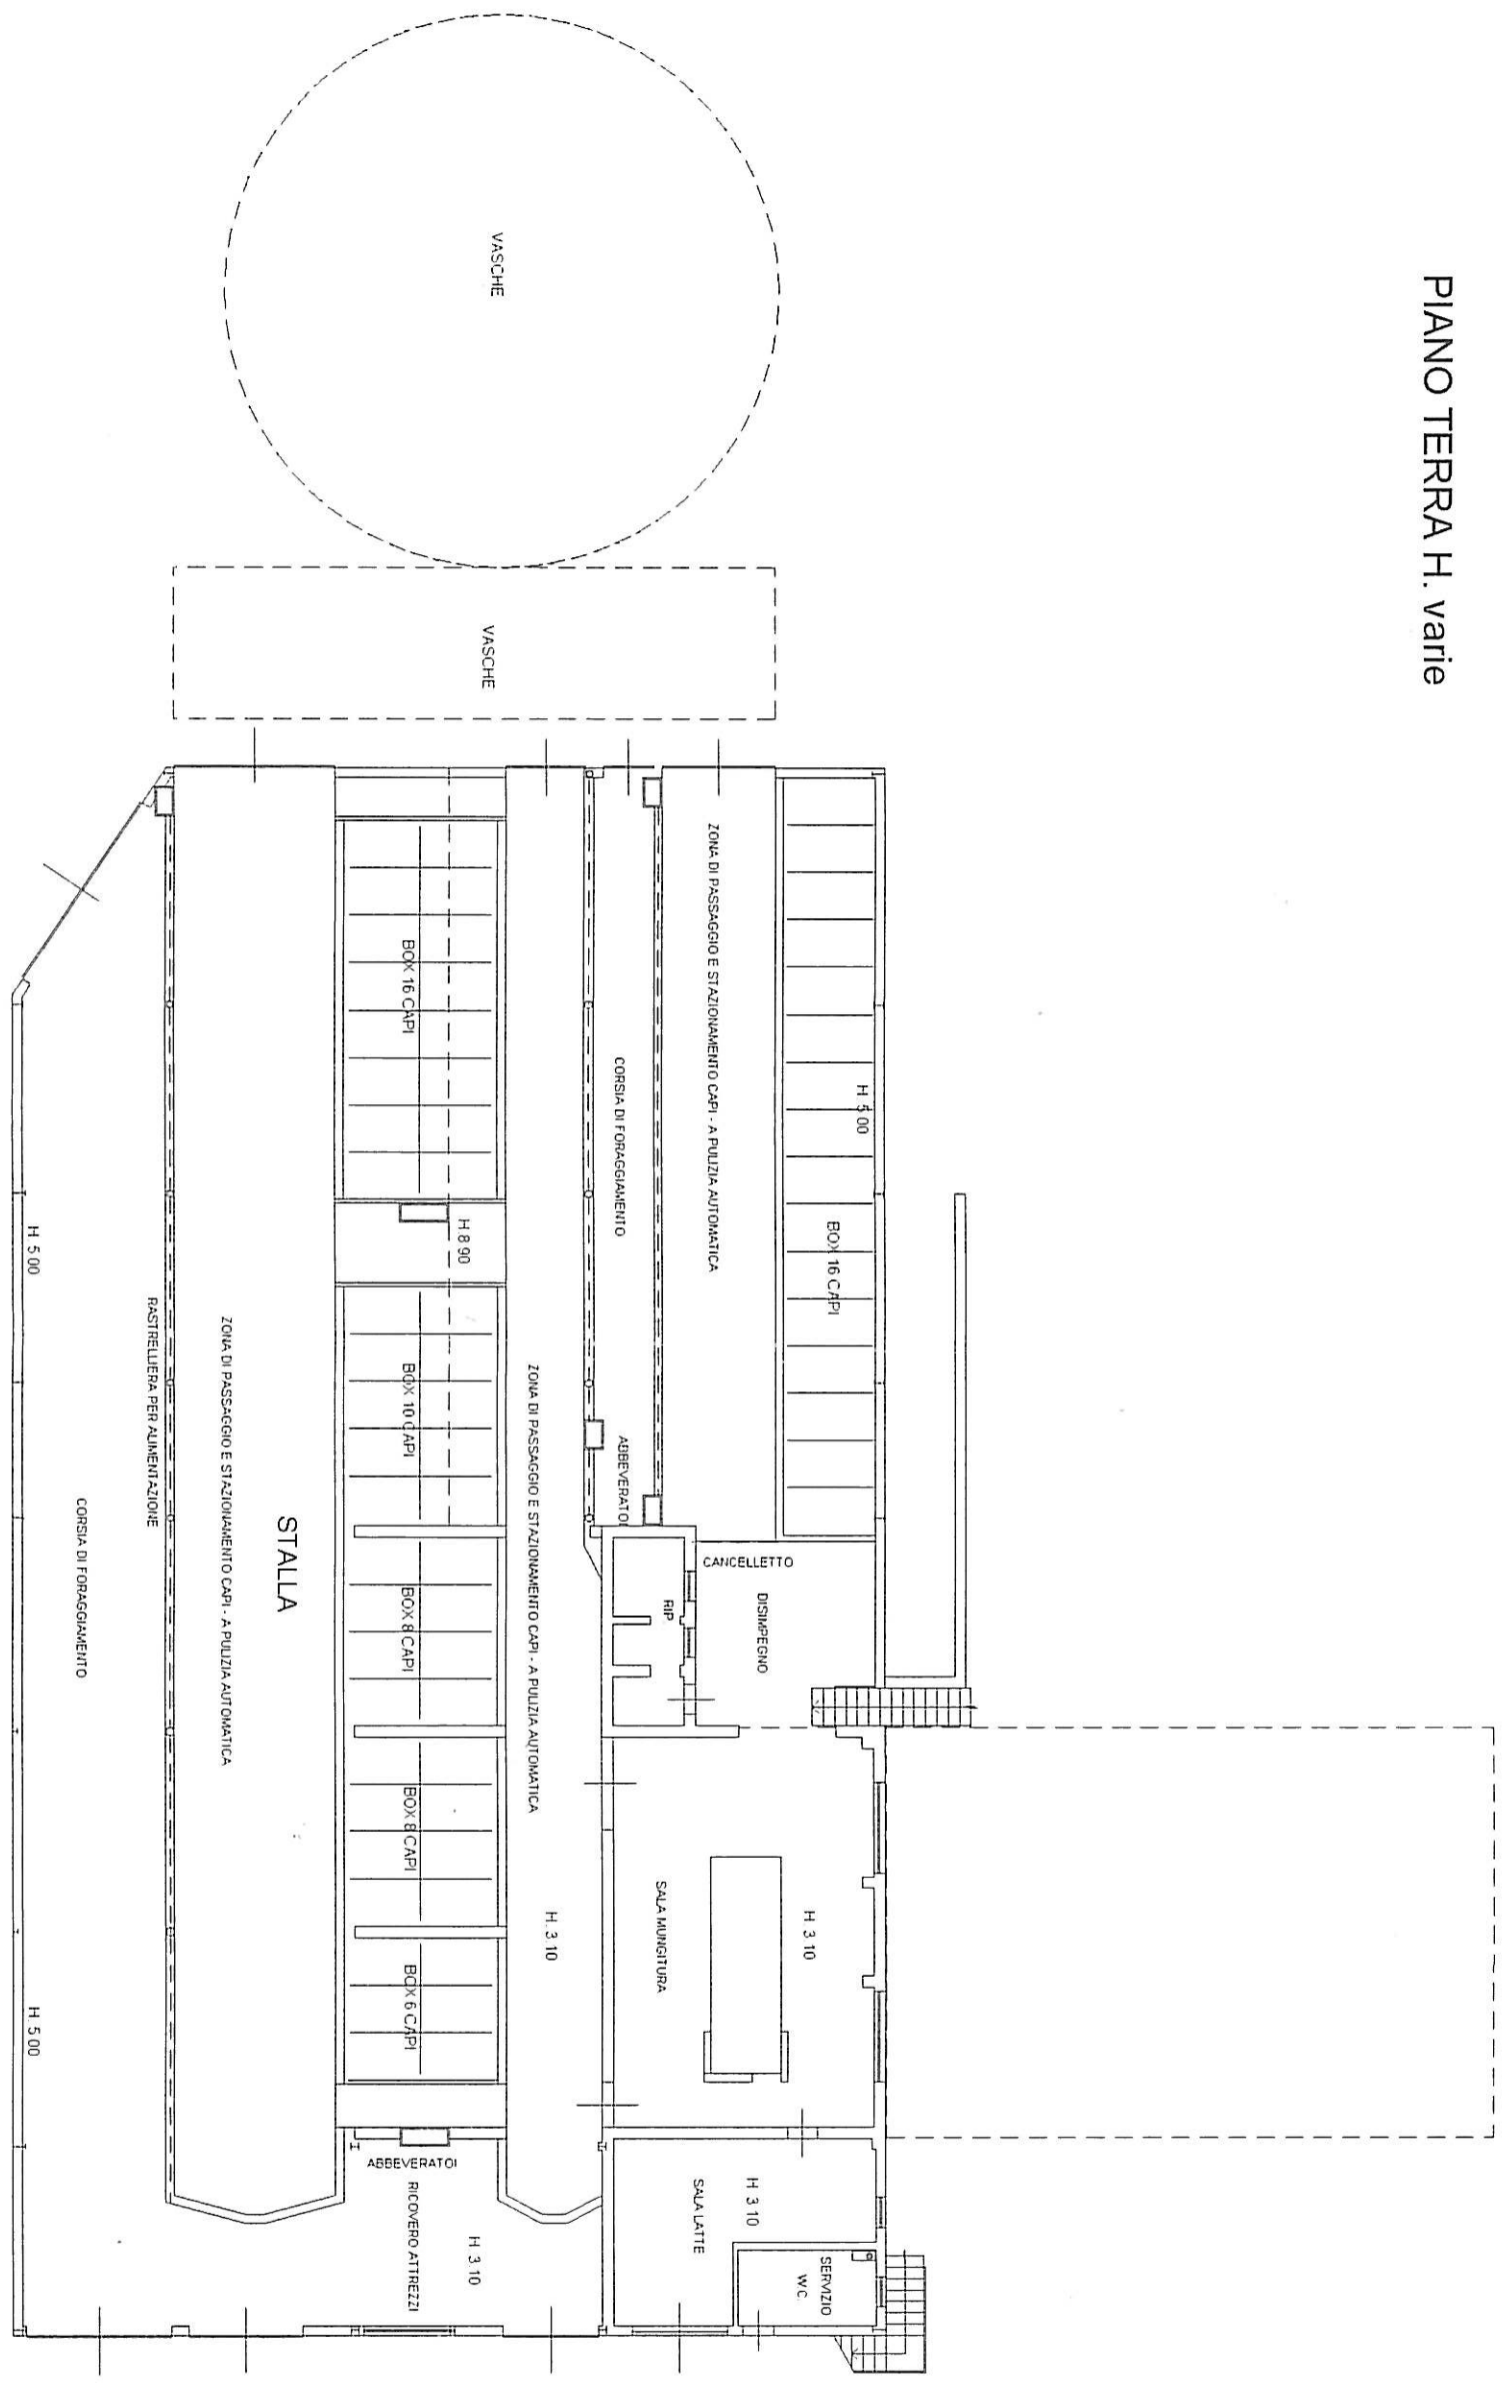 PIANO TERRA H. varie
VASCHE
VASCHE
ZONA DI PASSAGGIO E STAZIONAMENTO CAPI - A PULIZIA AUTOMATICA
H 5 00
BOX 16 CAPI
BOX 16 CAPI
CORSIA DI FORAGGIAMENTO
H 8 90
H. 5 00
RASTRELLIERA PER ALIMENTAZIONE
ZONA DI PASSAGGIO E STAZIONAMENTO CAPI - A PULIZIA AUTOMATICA
BOX 10 CAPI
ZONA DI PASSAGGIO E STAZIONAMENTO CAPI - A PULIZIA AUTOMATICA
ABBEVERATOI
CORSIA DI FORAGGIAMENTO
STALLA
BOX 8 CAPI
RIP
CANCELLETTO
DISIMPEGNO
BOX 8 CAPI
SALA MUNGITURA
H 3 10
H. 3 10
BOX 6 CAPI
H. 5 00
ABBEVERATOI
RICOVERO ATTREZZI
H 3 10
SALA LATTE
H 3 10
SERVIZIO
W C